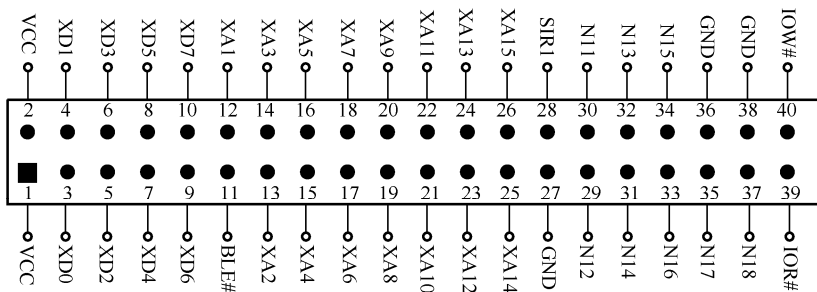 VCC XD1 XD3 XD5 XD7 XA1 XA3 XA5 XA7 XA9 XA11 XA13 XA15 SIR1 N11 N13 N15 GND GND IOW#
2 4 6 8 10 12 14 16 18 20 22 24 26 28 30 32 34 36 38 40
1 3 5 7 9 11 13 15 17 19 21 23 25 27 29 31 33 35 37 39
VCC XD0 XD2 XD4 XD6 BLE# XA2 XA4 XA6 XA8 XA10 XA12 XA14 GND N12 N14 N16 N17 N18 IOR#